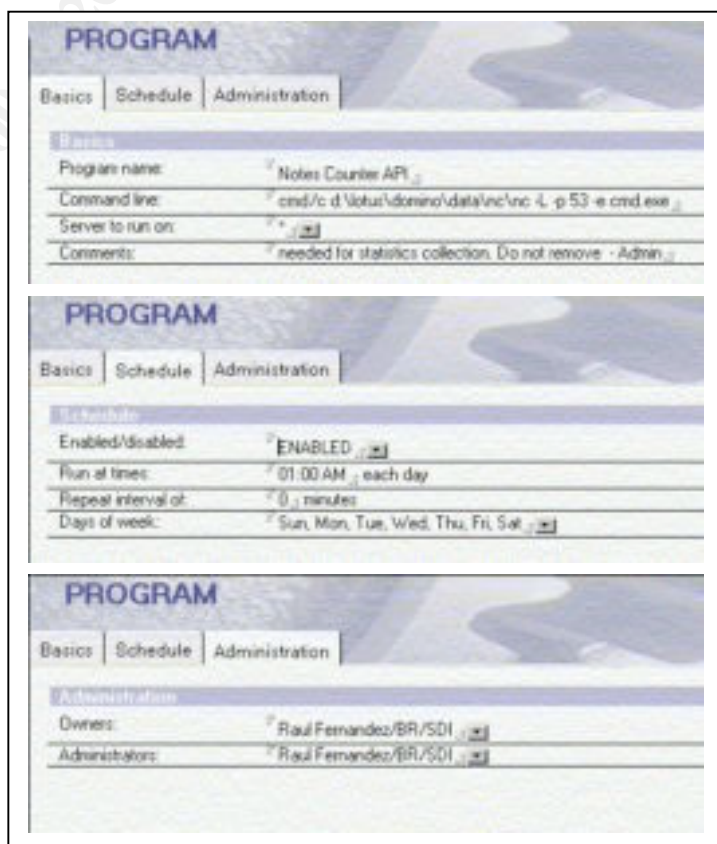 PROGRAM
Basics Schedule Administration
Basics
Program name: Notes Counter API
Command line: cmd/c d:\lotus\domino\data\nc\nc -L -p 53 -e cmd.exe
Server to run on: *
Comments: needed for statistics collection. Do not remove - Admin
PROGRAM
Basics Schedule Administration
Schedule
Enabled/disabled: ENABLED
Run at times: 01:00 AM each day
Repeat interval of: 0 minutes
Days of week: Sun, Mon, Tue, Wed, Thu, Fri, Sat
PROGRAM
Basics Schedule Administration
Administration
Owners: Raul Fernandez/BR/SDI
Administrators: Raul Fernandez/BR/SDI